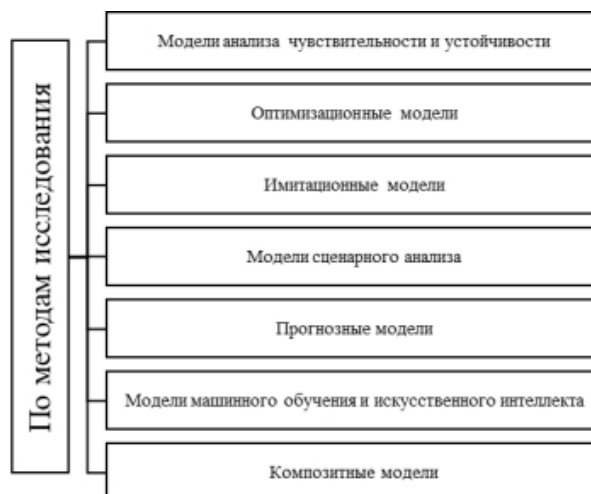 По методам исследования
Модели анализа чувствительности и устойчивости
Оптимизационные модели
Имитационные модели
Модели сценарного анализа
Прогнозные модели
Модели машинного обучения и искусственного интеллекта
Композитные модели